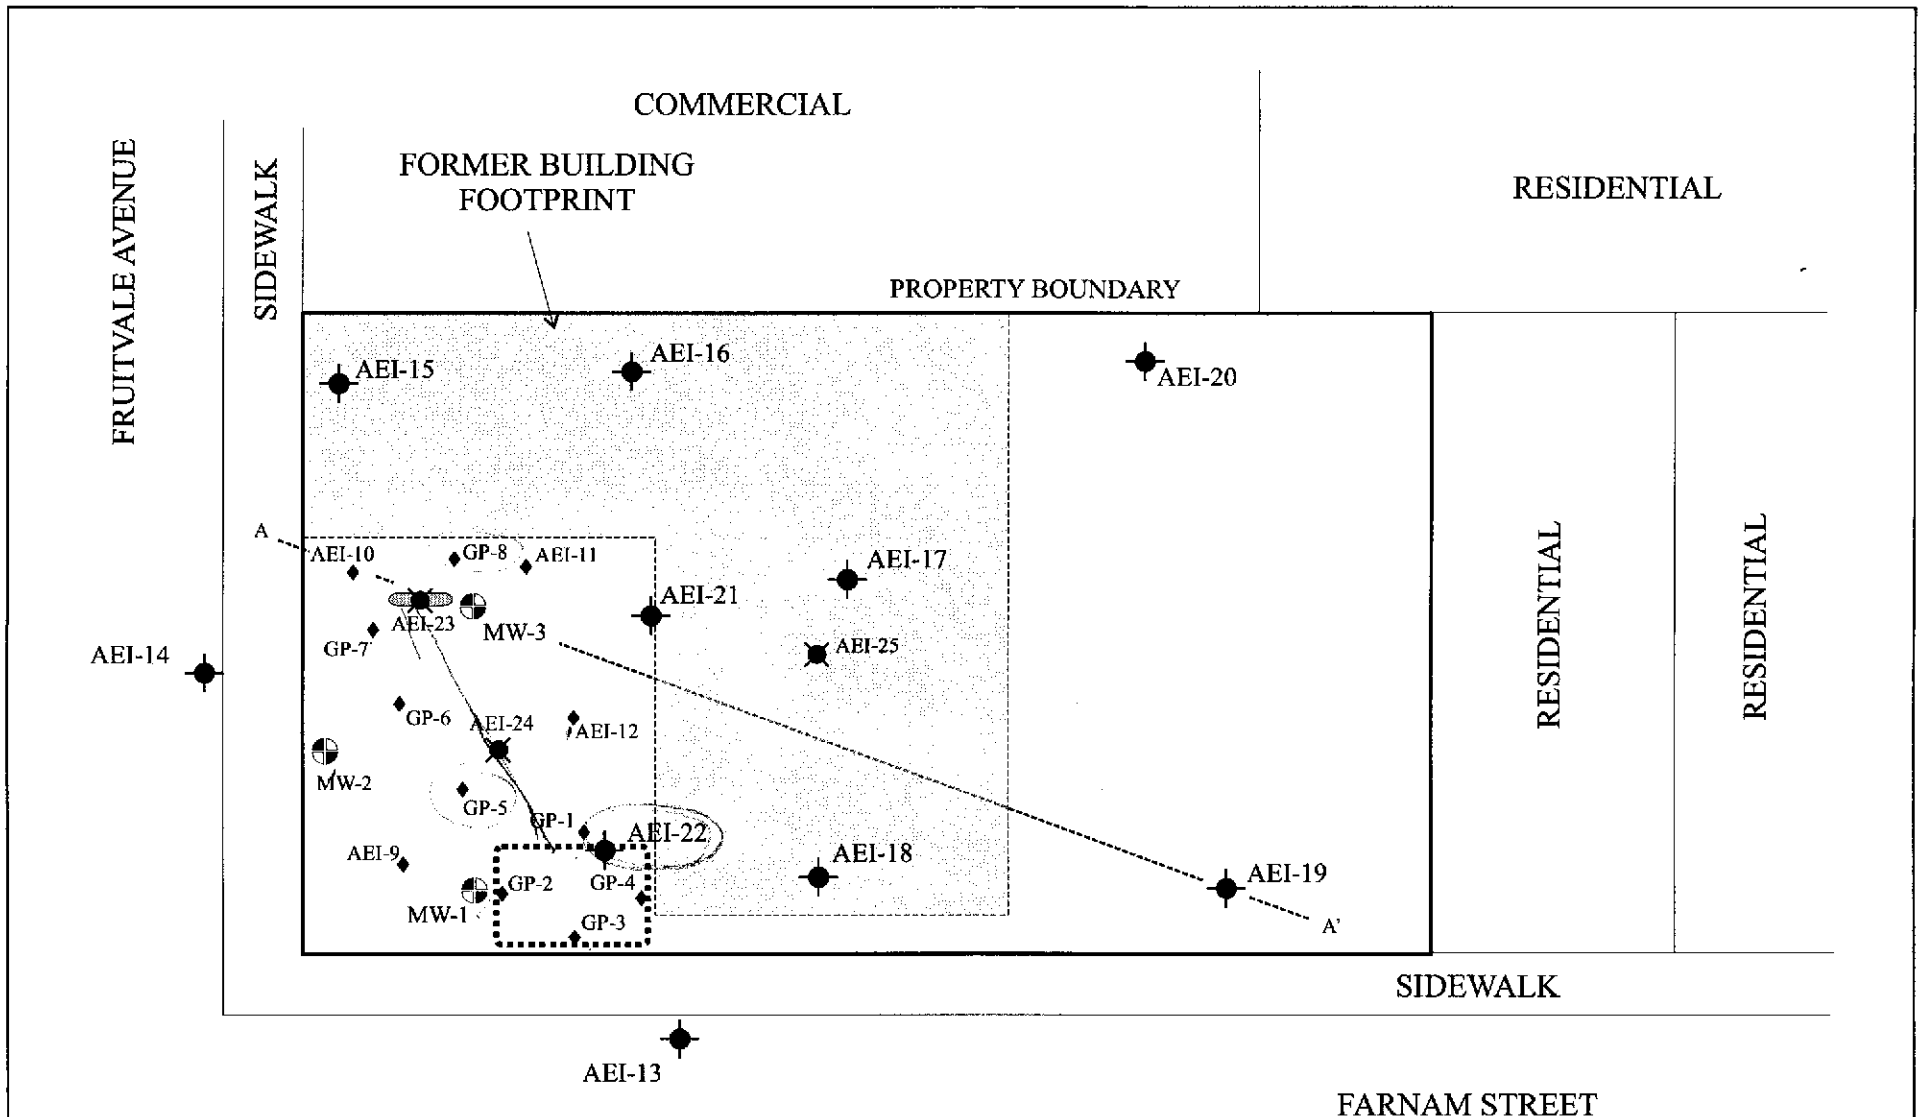 COMMERCIAL
FRUITVALE AVENUE
SIDEWALK
FORMER BUILDING
FOOTPRINT
RESIDENTIAL
PROPERTY BOUNDARY
AEI-15
AEI-16
AEI-20
A
AEI-10
GP-8
AEI-11
AEI-17
AEI-21
AEI-23
MW-3
GP-7
AEI-25
AEI-14
GP-6
AEI-24
AEI-12
RESIDENTIAL
RESIDENTIAL
MW-2
GP-5
GP-1
AEI-22
AEI-9
AEI-18
GP-2
GP-4
AEI-19
MW-1
GP-3
A'
SIDEWALK
AEI-13
FARNAM STREET